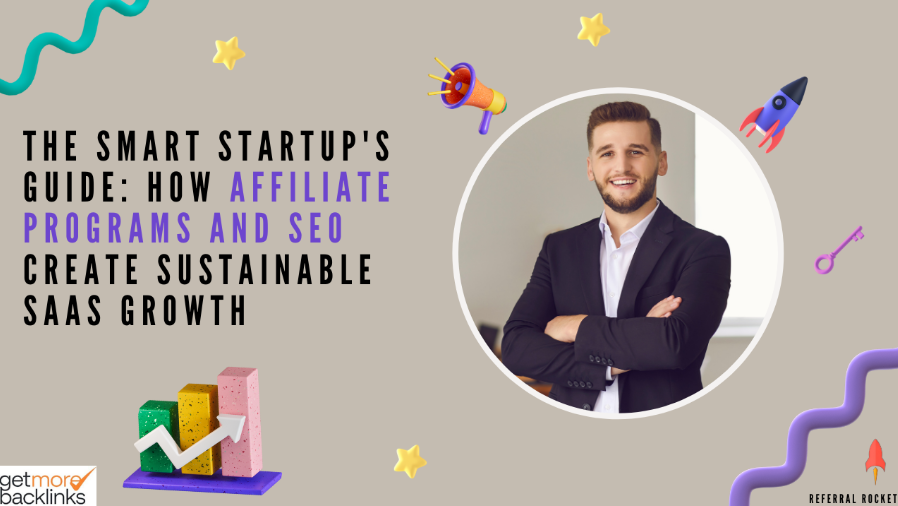 THE SMART STARTUP'S
GUIDE: HOW AFFILIATE
PROGRAMS AND SEO
CREATE SUSTAINABLE
SAAS GROWTH
getmore
backlinks
REFERRAL ROCKET